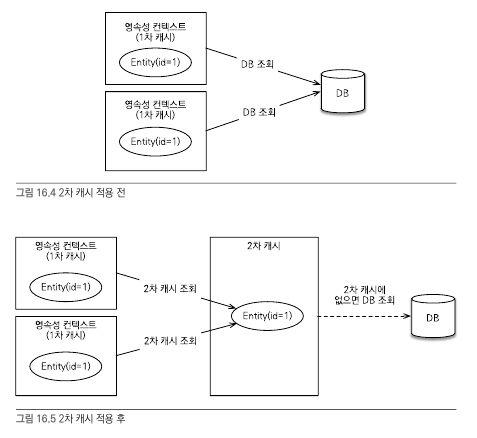 영속성 컨텍스트
(1차 캐시)
Entity(id=1)
DB 조회
영속성 컨텍스트
(1차 캐시)
Entity(id=1)
DB 조회
DB
그림 16.4 2차 캐시 적용 전
영속성 컨텍스트
(1차 캐시)
Entity(id=1)
2차 캐시 조회
영속성 컨텍스트
(1차 캐시)
Entity(id=1)
2차 캐시 조회
2차 캐시
Entity(id=1)
2차 캐시에
없으면 DB 조회
DB
그림 16.5 2차 캐시 적용 후